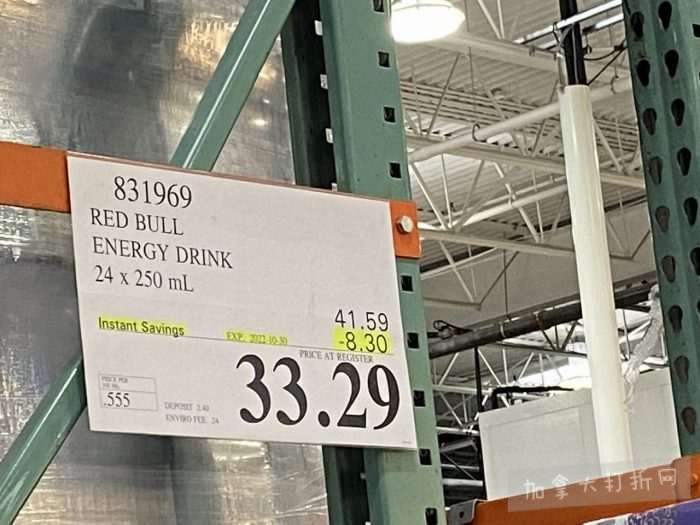 831969
RED BULL
ENERGY DRINK
24 x 250 mL
41.59
Instant Savings EXP. 2022-10-30 -8.30
PRICE AT REGISTER
33.29
PRICE PER
.555
DEPOSIT 2.40
ENVIRO FEE .24
加拿大打折网